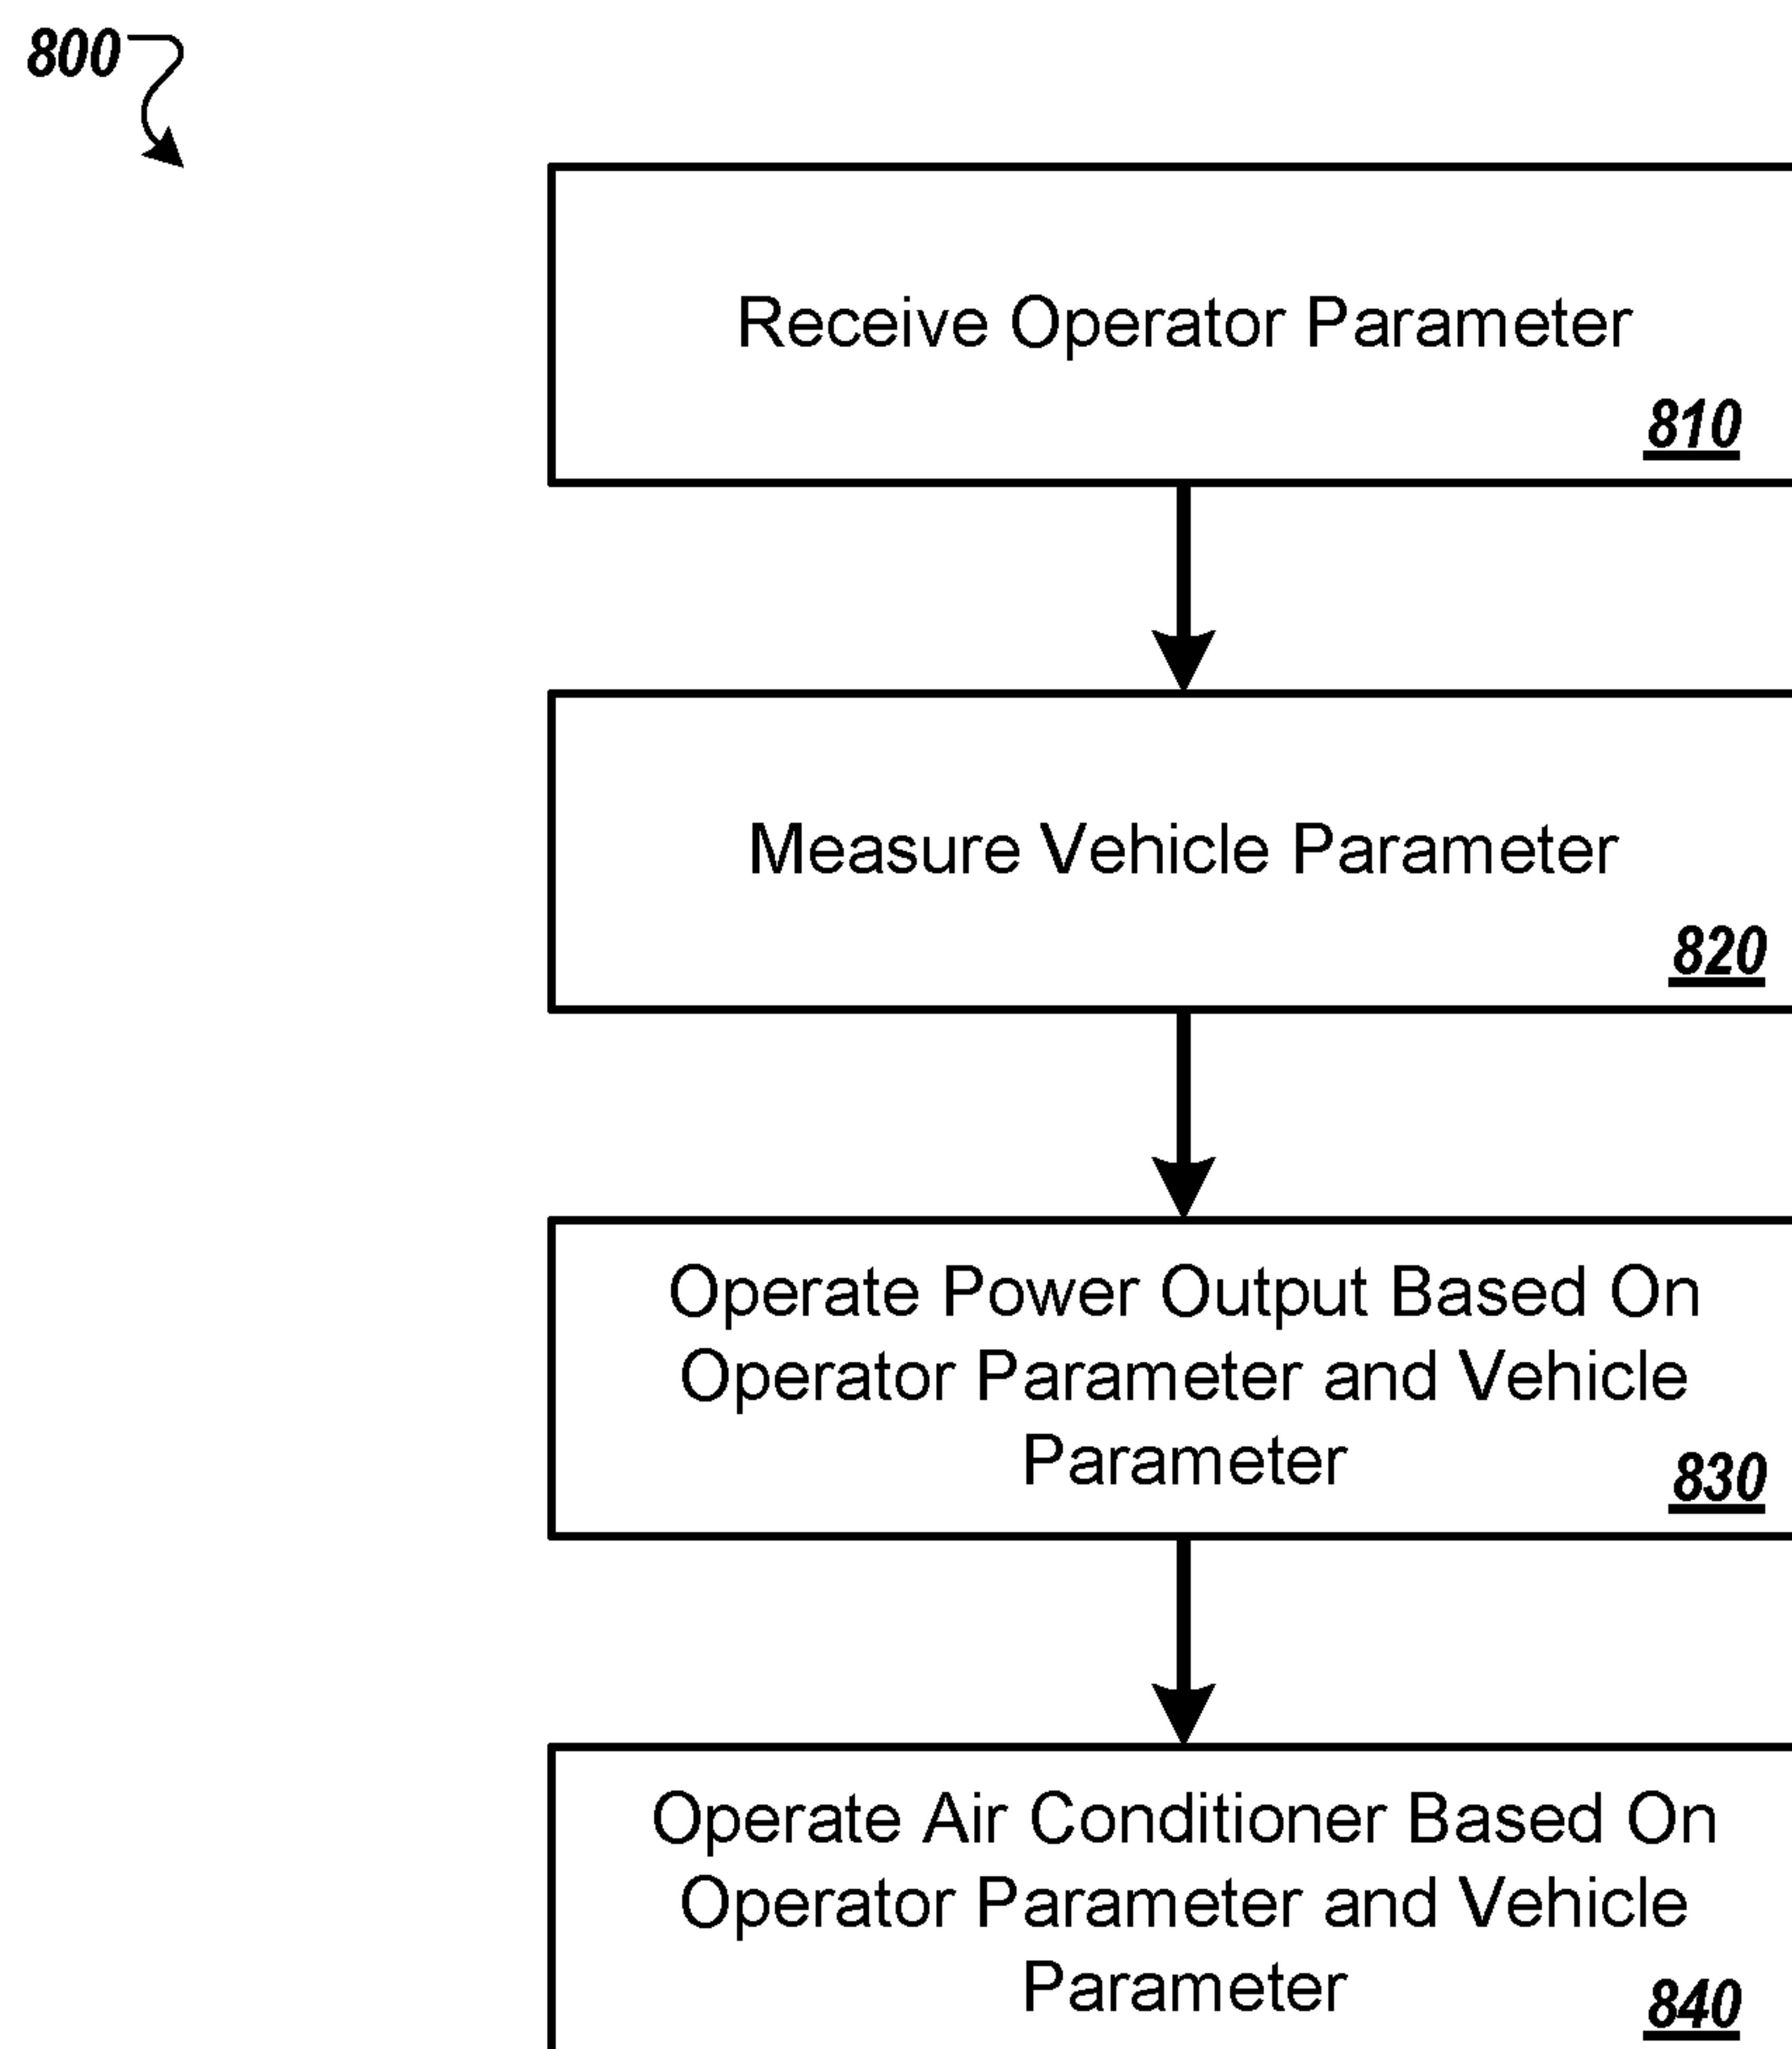 800
Receive Operator Parameter
810
Measure Vehicle Parameter
820
Operate Power Output Based On
Operator Parameter and Vehicle
Parameter
830
Operate Air Conditioner Based On
Operator Parameter and Vehicle
Parameter
840